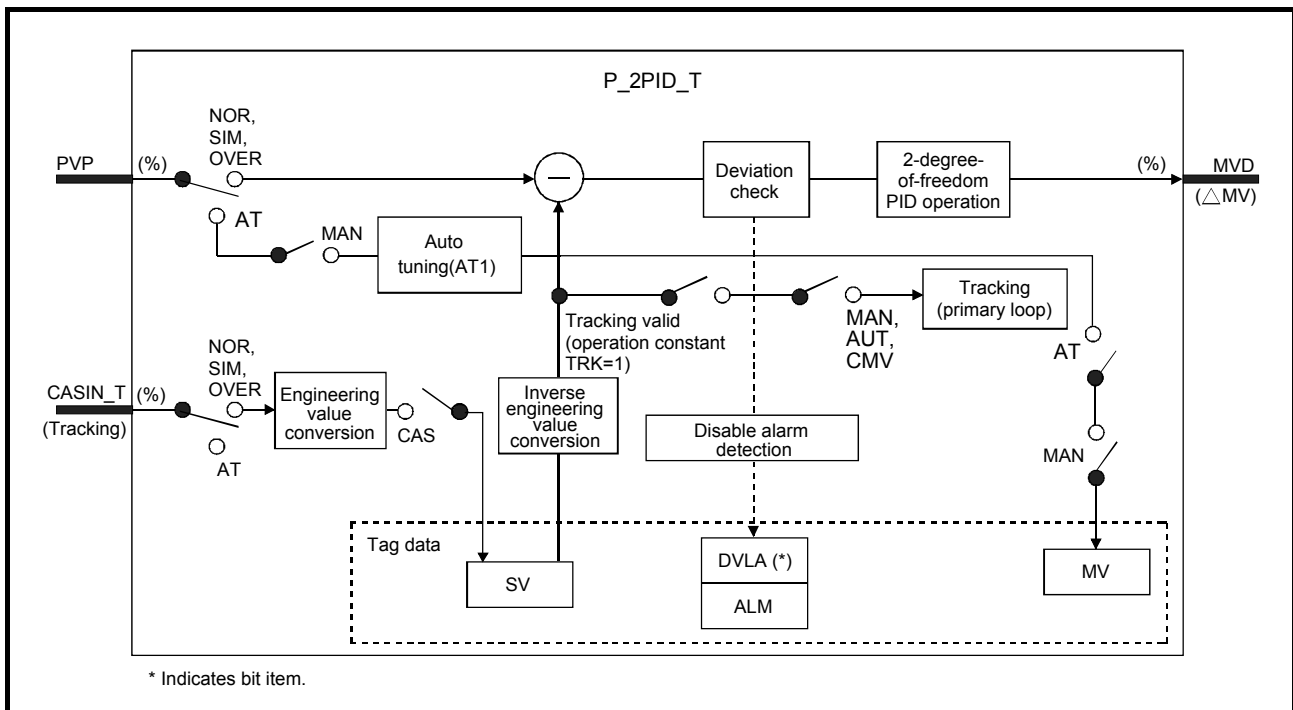 P_2PID_T
NOR,
SIM,
OVER
PVP
(%)
AT
MAN
Auto
tuning(AT1)
Deviation
check
2-degree-
of-freedom
PID operation
(%)
MVD
(△MV)
Tracking valid
(operation constant
TRK=1)
MAN,
AUT,
CMV
Tracking
(primary loop)
AT
MAN
NOR,
SIM,
OVER
CASIN_T
(%)
(Tracking)
AT
Engineering
value
conversion
CAS
Inverse
engineering
value
conversion
Disable alarm
detection
Tag data
SV
DVLA (*)
ALM
MV
* Indicates bit item.